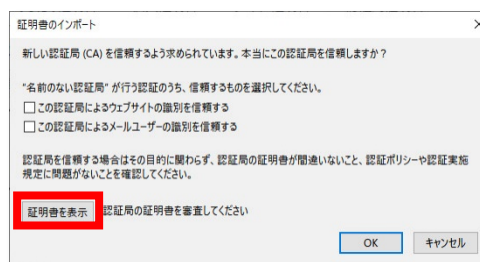 証明書のインポート
新しい認証局 (CA) を信頼するよう求められています。本当にこの認証局を信頼しますか？
"名前のない認証局" が行う認証のうち、信頼するものを選択してください。
この認証局によるウェブサイトの識別を信頼する
この認証局によるメールユーザーの識別を信頼する
認証局を信頼する場合はその目的に関わらず、認証局の証明書が間違いないこと、認証ポリシーや認証実施
規定に問題がないことを確認してください。
証明書を表示 認証局の証明書を審査してください
OK キャンセル